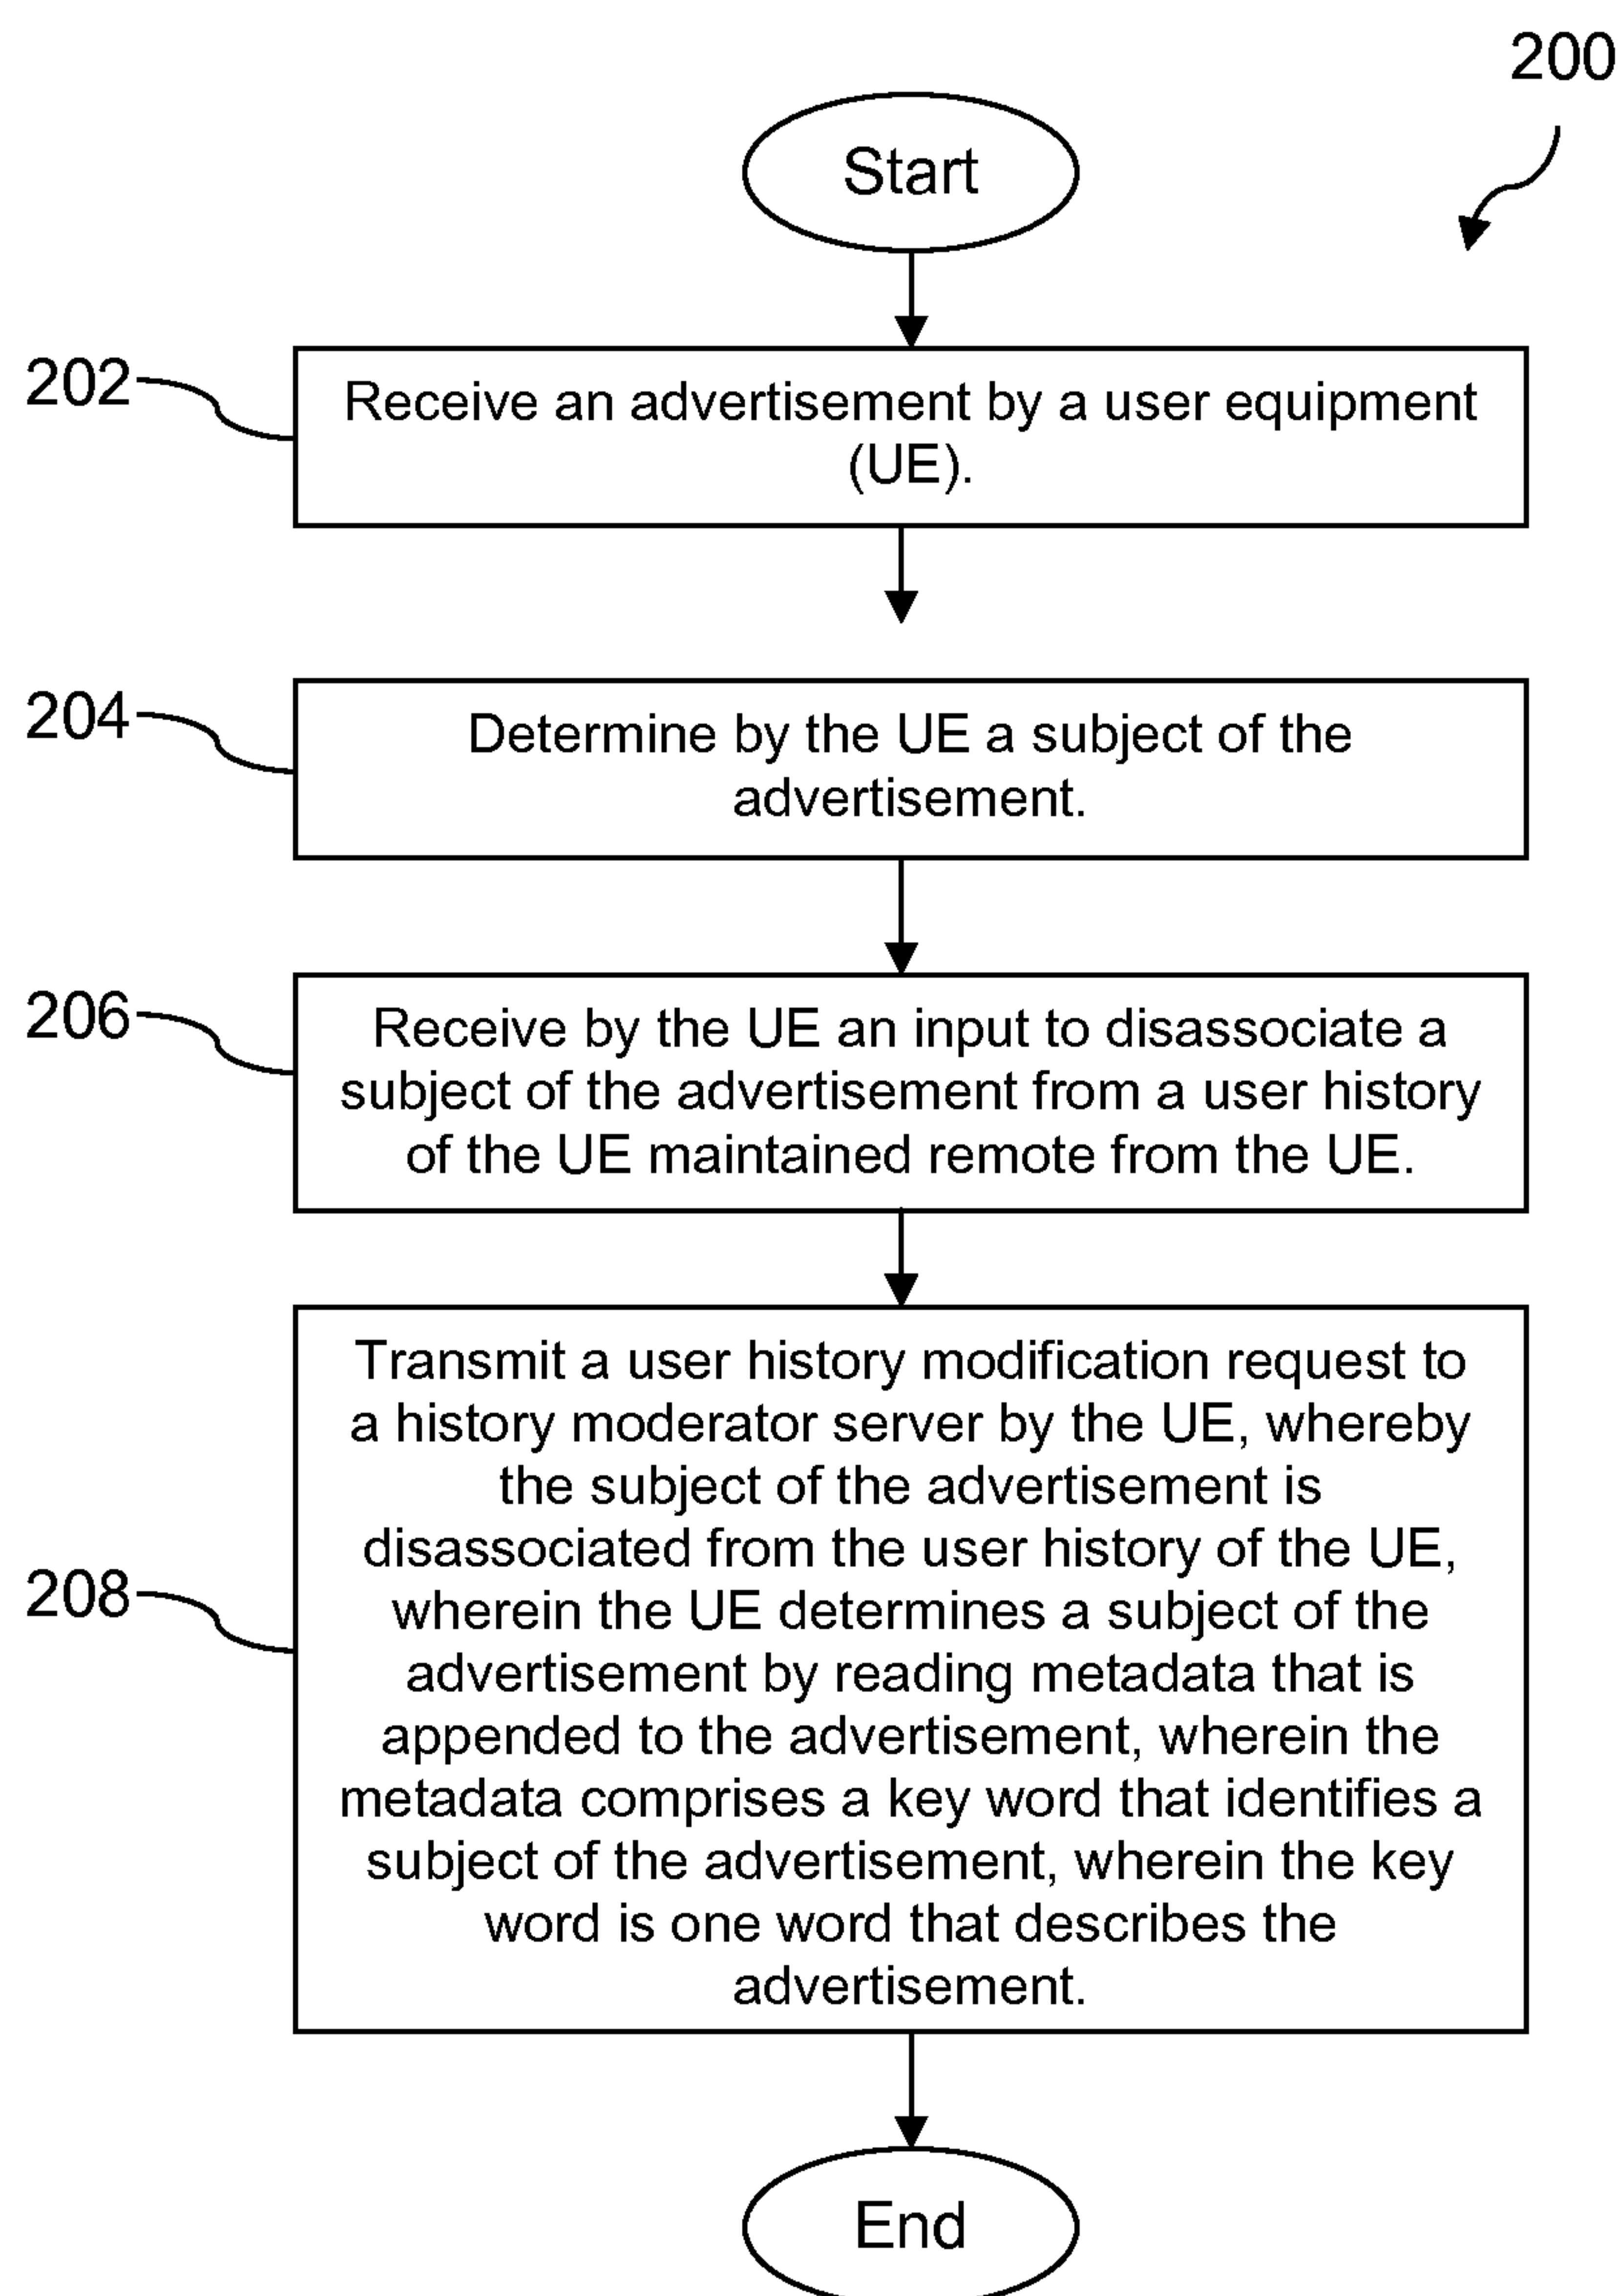 200
Start
202
Receive an advertisement by a user equipment
(UE).
204
Determine by the UE a subject of the
advertisement.
206
Receive by the UE an input to disassociate a
subject of the advertisement from a user history
of the UE maintained remote from the UE.
208
Transmit a user history modification request to
a history moderator server by the UE, whereby
the subject of the advertisement is
disassociated from the user history of the UE,
wherein the UE determines a subject of the
advertisement by reading metadata that is
appended to the advertisement, wherein the
metadata comprises a key word that identifies a
subject of the advertisement, wherein the key
word is one word that describes the
advertisement.
End